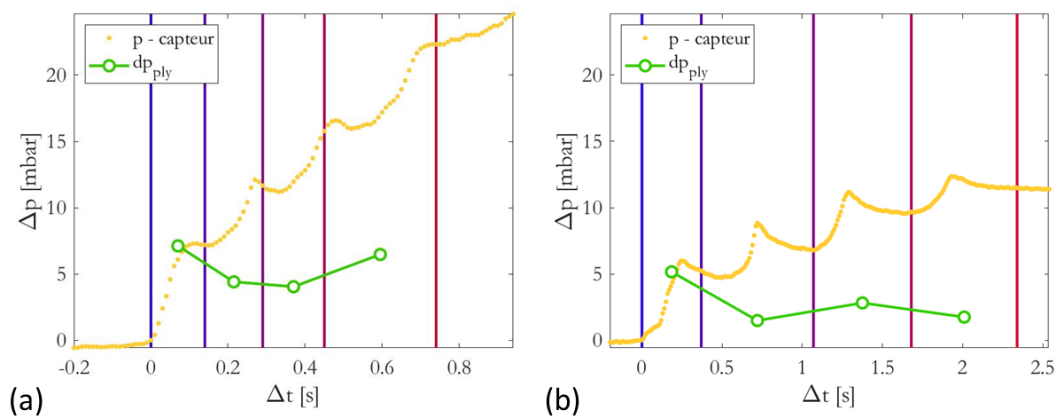 p - capteur
dp_ply
20
15
10
5
0
Δp [mbar]
-0.2 0 0.2 0.4 0.6 0.8
Δt [s]
(a)
p - capteur
dp_ply
20
15
10
5
0
Δp [mbar]
0 0.5 1 1.5 2 2.5
Δt [s]
(b)